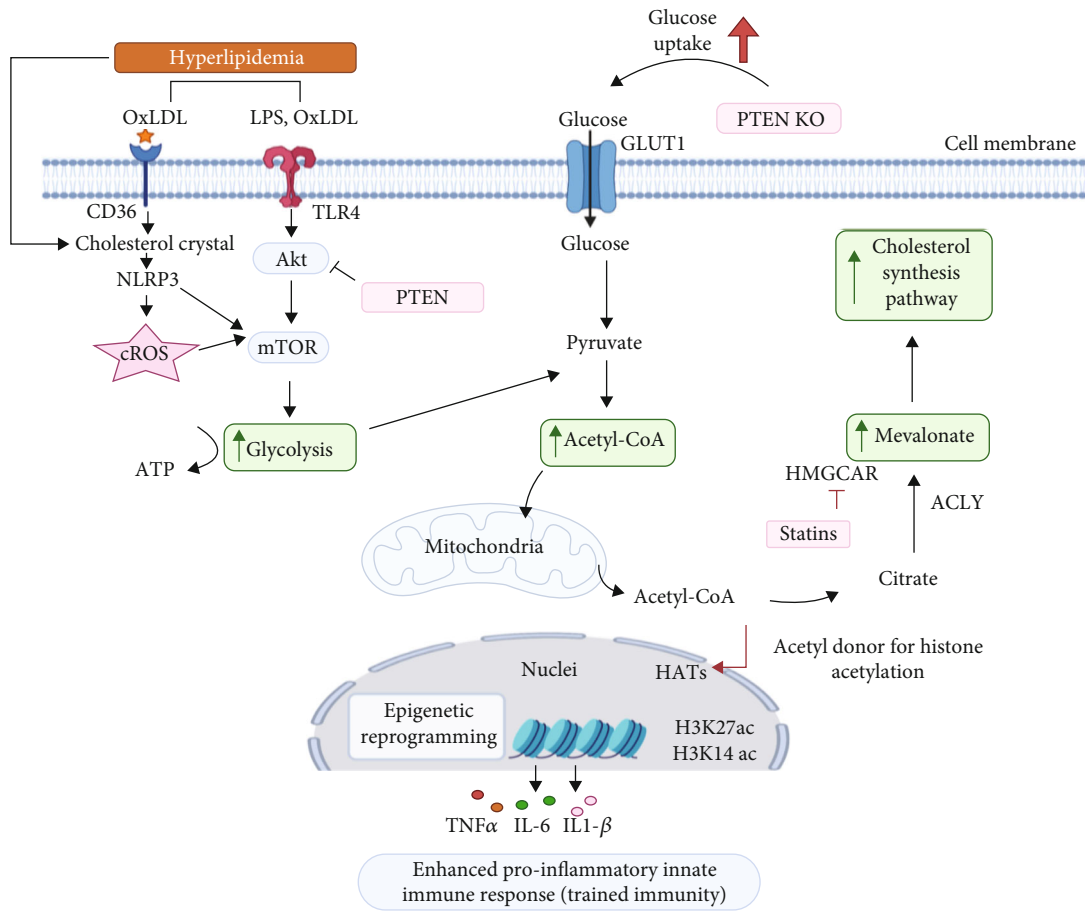 Glucose
uptake
Hyperlipidemia
OxLDL
LPS, OxLDL
PTEN KO
Glucose
GLUT1
Cell membrane
CD36
TLR4
Cholesterol crystal
Glucose
Akt
NLRP3
PTEN
Cholesterol
synthesis
pathway
cROS
mTOR
Pyruvate
Glycolysis
Acetyl-CoA
Mevalonate
ATP
HMGCAR
ACLY
Statins
Mitochondria
Citrate
Acetyl-CoA
Acetyl donor for histone
acetylation
Nuclei
HATs
Epigenetic
reprogramming
H3K27ac
H3K14 ac
TNFα
IL-6
IL1-β
Enhanced pro-inflammatory innate
immune response (trained immunity)